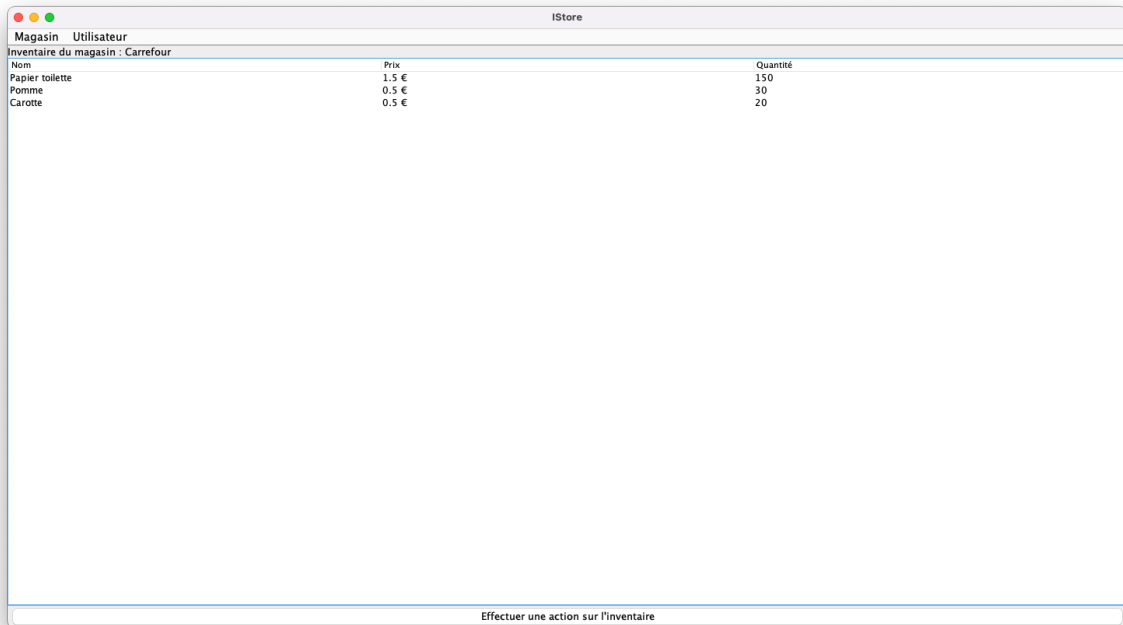 IStore
Magasin Utilisateur
Inventaire du magasin : Carrefour
Nom Prix Quantité
Papier toilette 1.5 € 150
Pomme 0.5 € 30
Carotte 0.5 € 20
Effectuer une action sur l'inventaire